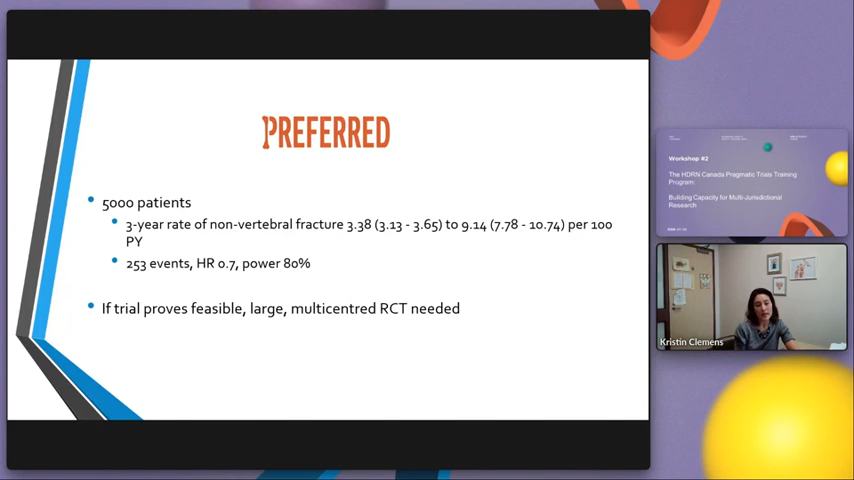 PREFERRED
5000 patients
3-year rate of non-vertebral fracture 3.38 (3.13 - 3.65) to 9.14 (7.78 - 10.74) per 100
PY
253 events, HR 0.7, power 80%
If trial proves feasible, large, multicentred RCT needed
Workshop #2
The HDRN Canada Pragmatic Trials Training
Program:
Building Capacity for Multi-Jurisdictional
Research
Kristin Clemens